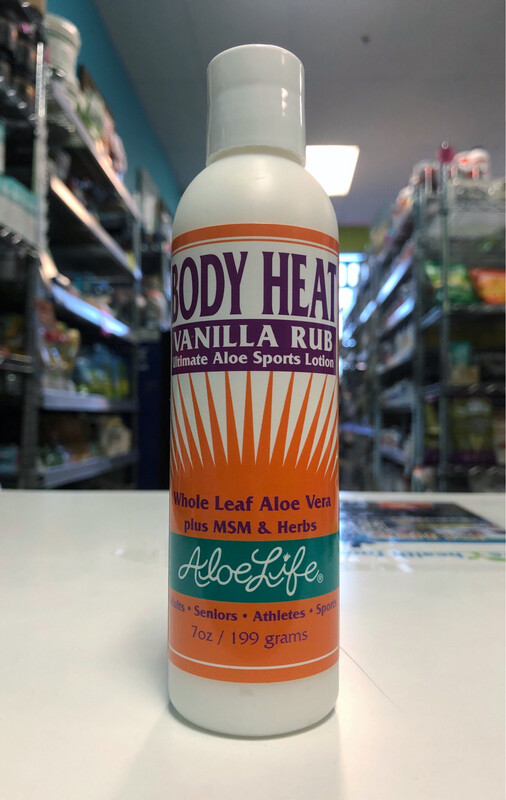 BODY HEAT
VANILLA RUB
Ultimate Aloe Sports Lotion
Whole Leaf Aloe Vera
plus MSM & Herbs
AloeLife®
• Seniors • Athletes •
7oz / 199 grams
health